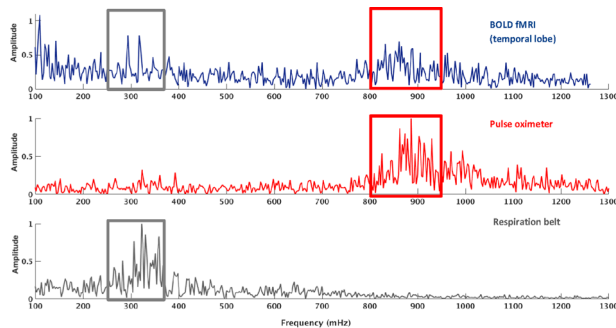 BOLD fMRI
(temporal lobe)
Amplitude
1
0.5
0
100 200 300 400 500 600 700 800 900 1000 1100 1200 1300
Pulse oximeter
Amplitude
1
0.5
0
100 200 300 400 500 600 700 800 900 1000 1100 1200 1300
Respiration belt
Amplitude
1
0.5
0
100 200 300 400 500 600 700 800 900 1000 1100 1200 1300
Frequency (mHz)